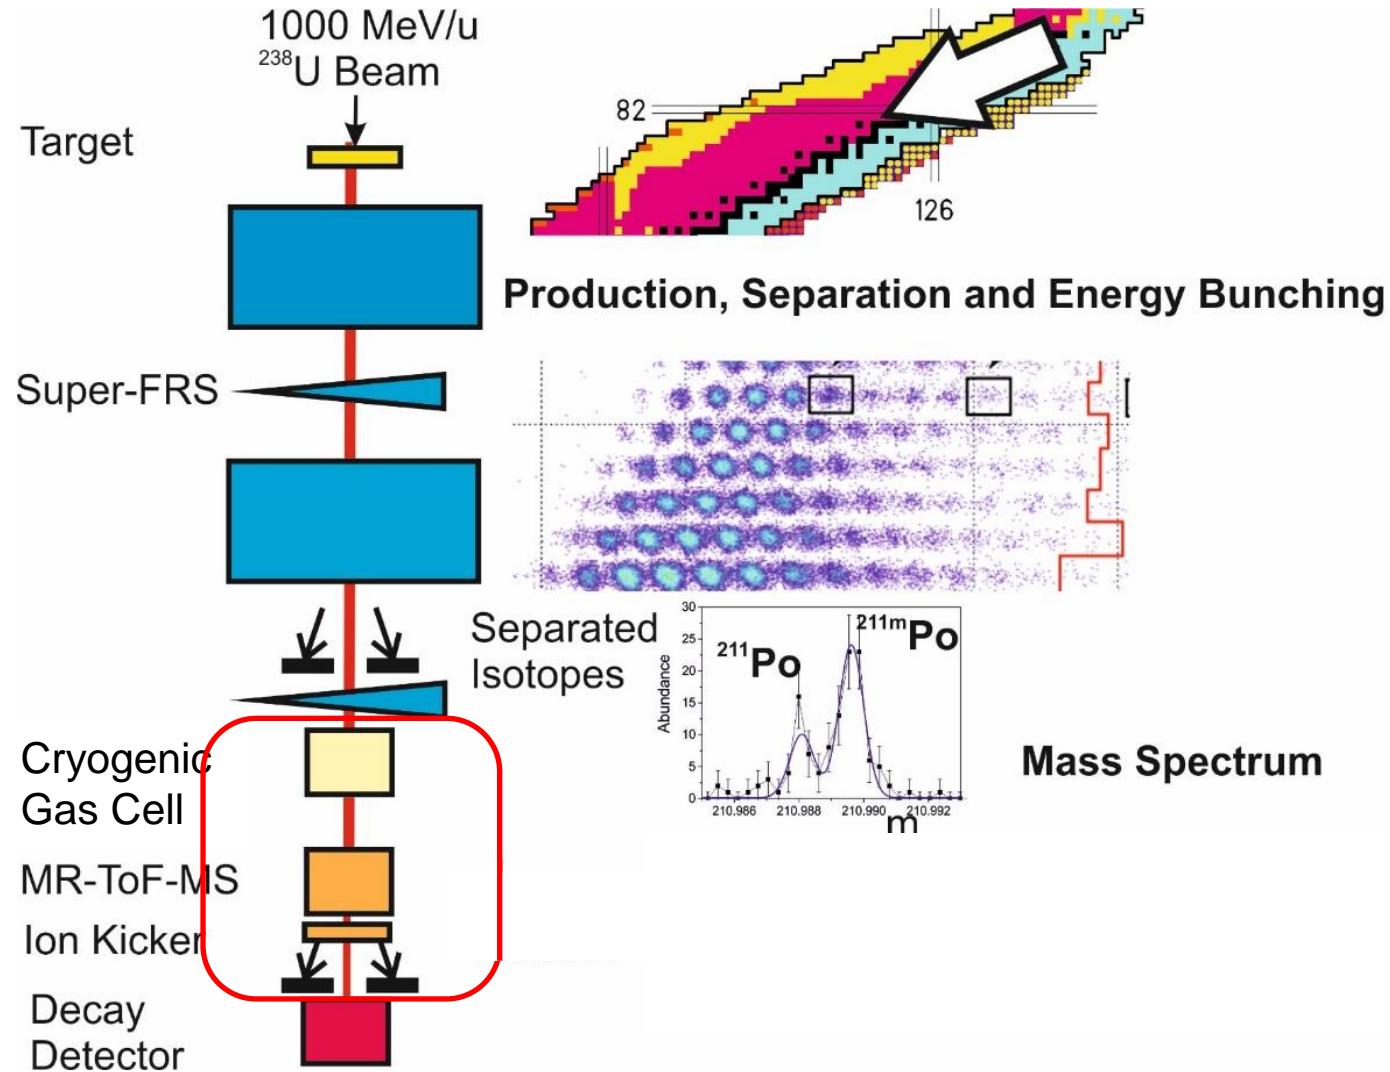 1000 MeV/u
²³⁸U Beam
Target
82
126
Production, Separation and Energy Bunching
Super-FRS
Separated
Isotopes
30
25
20
15
10
5
0
Abundance
²¹¹Po
²¹¹ᵐPo
210.986 210.988 210.990 210.992
m
Mass Spectrum
Cryogenic
Gas Cell
MR-ToF-MS
Ion Kicker
Decay
Detector